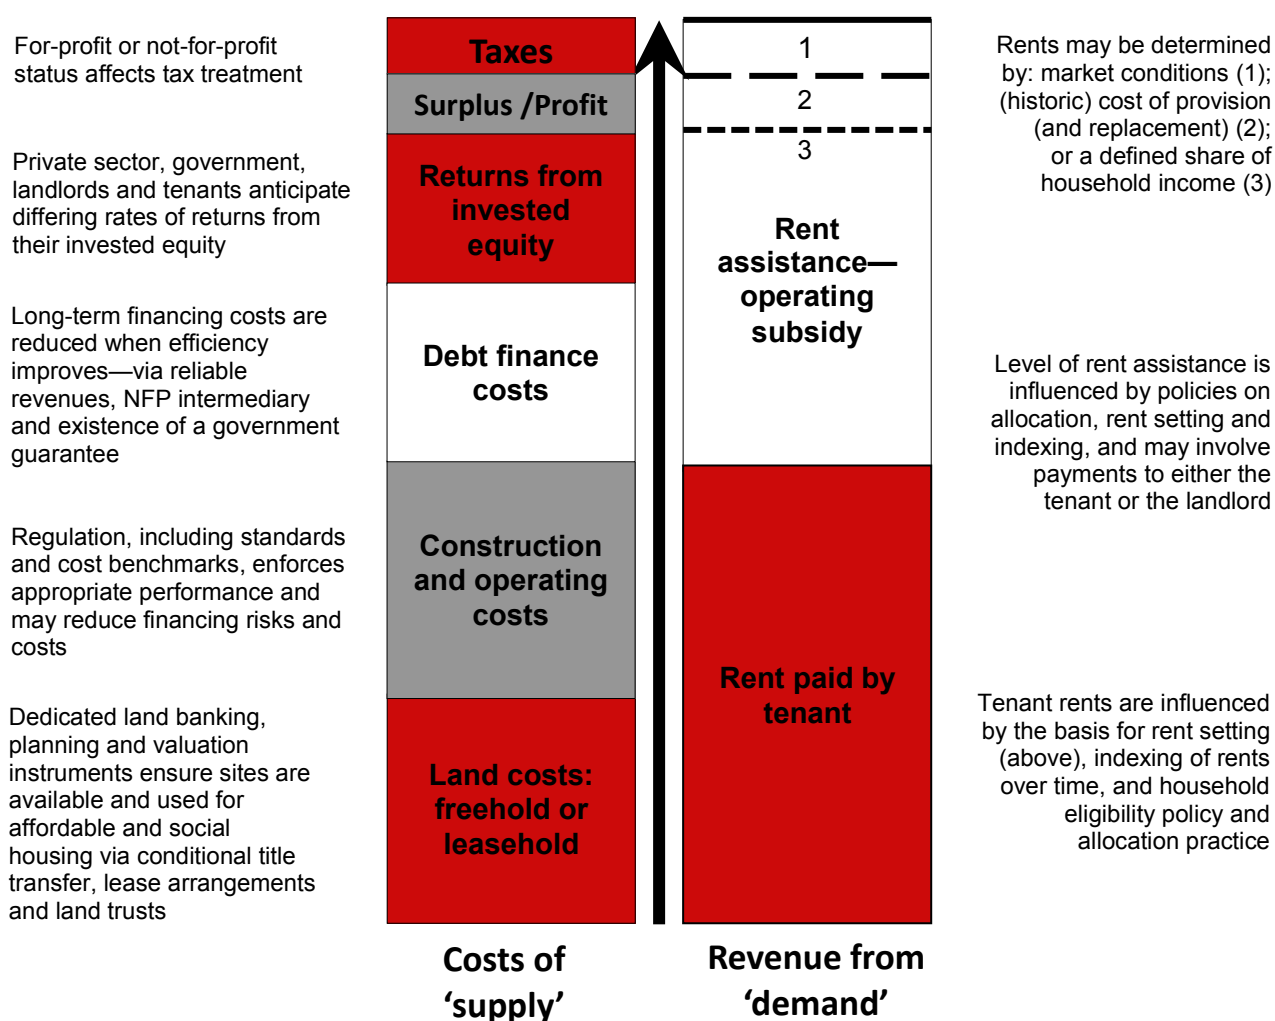 For-profit or not-for-profit
status affects tax treatment
Private sector, government,
landlords and tenants anticipate
differing rates of returns from
their invested equity
Long-term financing costs are
reduced when efficiency
improves—via reliable
revenues, NFP intermediary
and existence of a government
guarantee
Regulation, including standards
and cost benchmarks, enforces
appropriate performance and
may reduce financing risks and
costs
Dedicated land banking,
planning and valuation
instruments ensure sites are
available and used for
affordable and social
housing via conditional title
transfer, lease arrangements
and land trusts
Taxes
Surplus /Profit
Returns from
invested
equity
Debt finance
costs
Construction
and operating
costs
Land costs:
freehold or
leasehold
Costs of
‘supply’
1
2
3
Rent
assistance—
operating
subsidy
Rent paid by
tenant
Revenue from
‘demand’
Rents may be determined
by: market conditions (1);
(historic) cost of provision
(and replacement) (2);
or a defined share of
household income (3)
Level of rent assistance is
influenced by policies on
allocation, rent setting and
indexing, and may involve
payments to either the
tenant or the landlord
Tenant rents are influenced
by the basis for rent setting
(above), indexing of rents
over time, and household
eligibility policy and
allocation practice